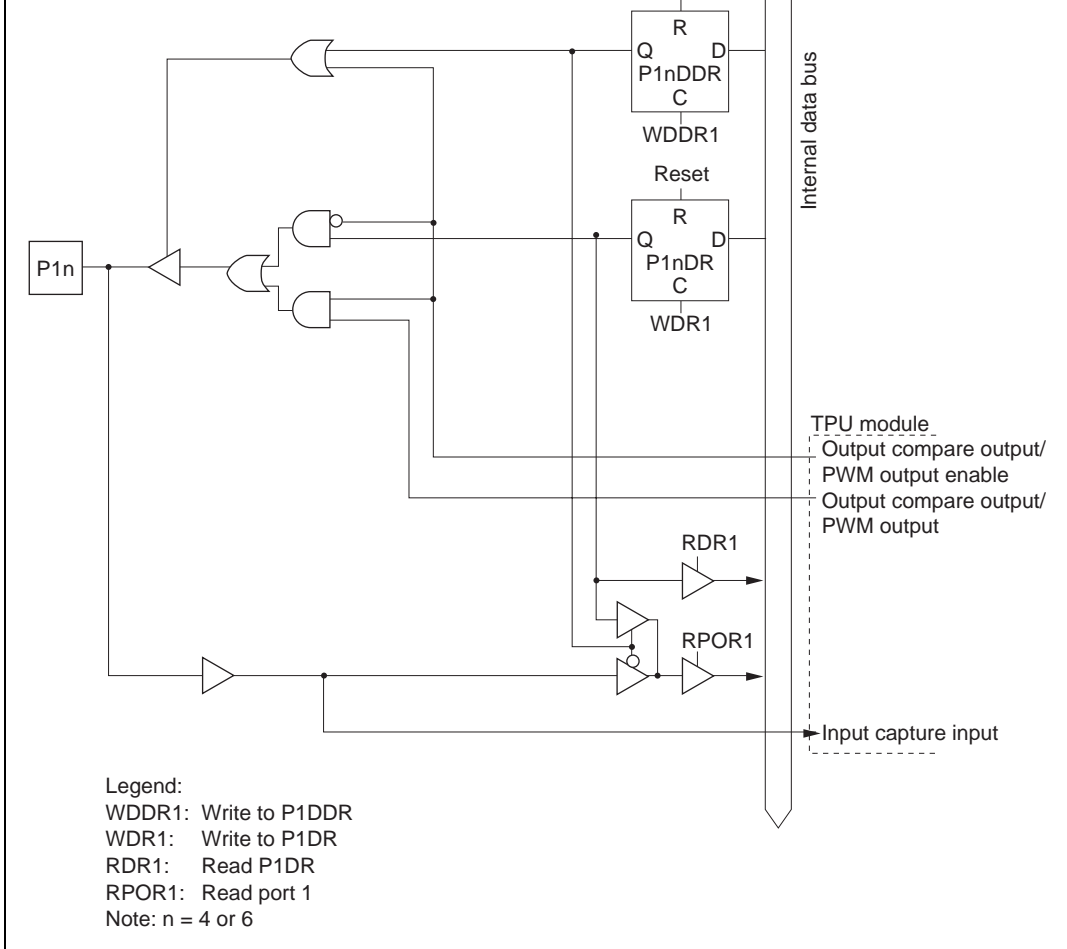 R
Q D
P1nDDR
C
WDDR1
Internal data bus
Reset
R
Q D
P1nDR
C
WDR1
P1n
TPU module
Output compare output/
PWM output enable
Output compare output/
PWM output
RDR1
RPOR1
Input capture input
Legend:
WDDR1: Write to P1DDR
WDR1: Write to P1DR
RDR1: Read P1DR
RPOR1: Read port 1
Note: n = 4 or 6